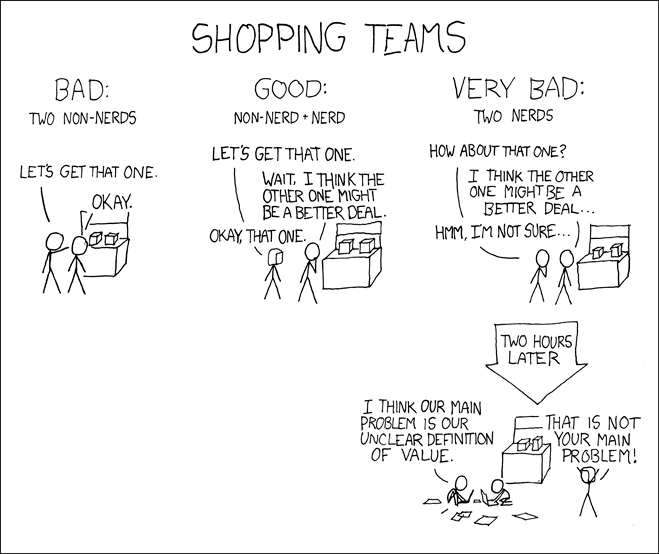 SHOPPING TEAMS
BAD:
TWO NON-NERDS
LET'S GET THAT ONE.
OKAY.
GOOD:
NON-NERD + NERD
LET'S GET THAT ONE.
WAIT, I THINK THE
OTHER ONE MIGHT
BE A BETTER DEAL.
OKAY, THAT ONE.
VERY BAD:
TWO NERDS
HOW ABOUT THAT ONE?
I THINK THE OTHER
ONE MIGHT BE A
BETTER DEAL...
HMM, I'M NOT SURE...
TWO HOURS
LATER
I THINK OUR MAIN
PROBLEM IS OUR
UNCLEAR DEFINITION
OF VALUE.
THAT IS NOT
YOUR MAIN
PROBLEM!